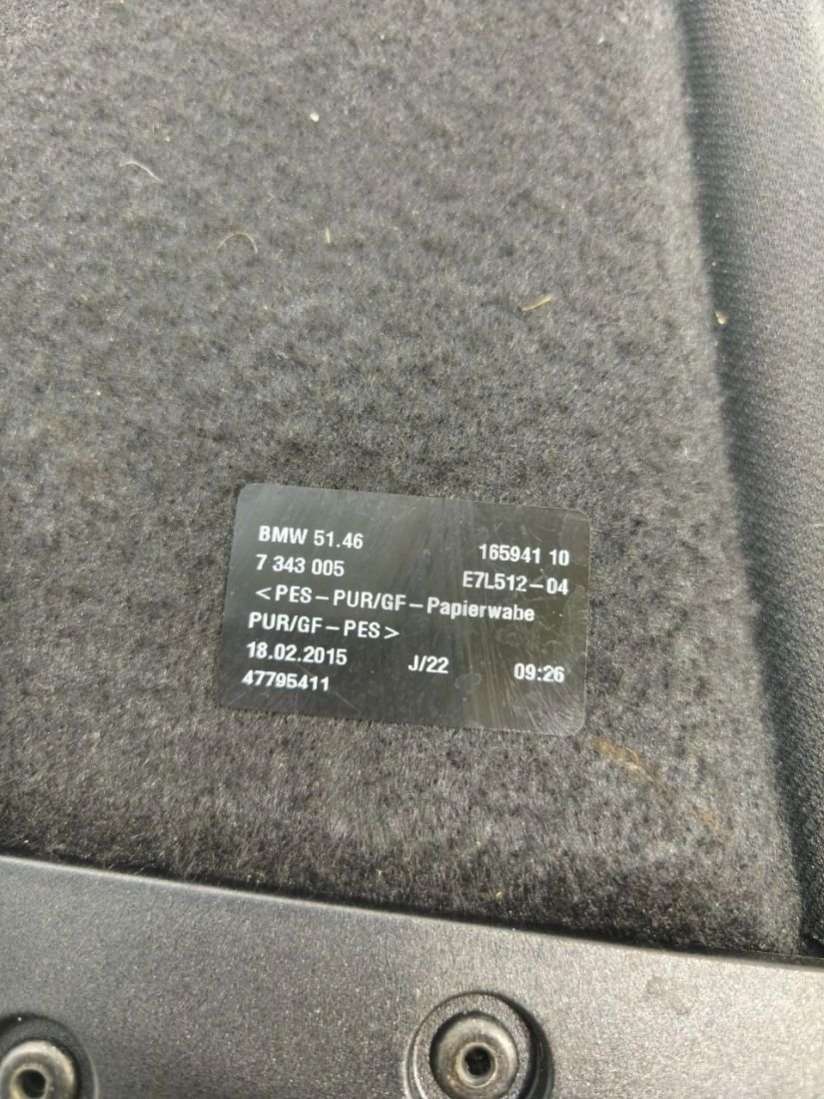 BMW 51.46 165941 10
7 343 005 E7L512-04
<PES-PUR/GF-Papierwabe
PUR/GF-PES>
18.02.2015 J/22 09:26
47795411